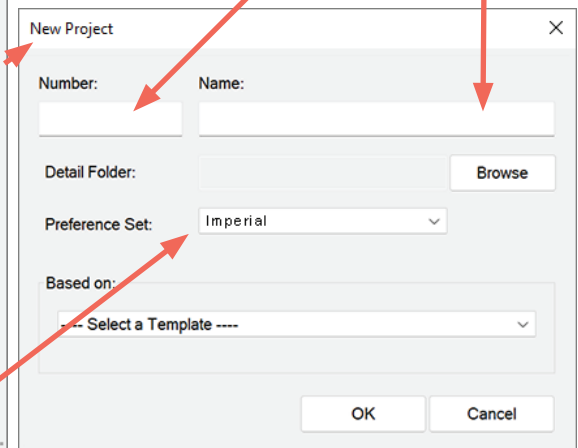 New Project
Number: Name:
Detail Folder: Browse
Preference Set: Imperial
Based on:
---- Select a Template ----
OK Cancel